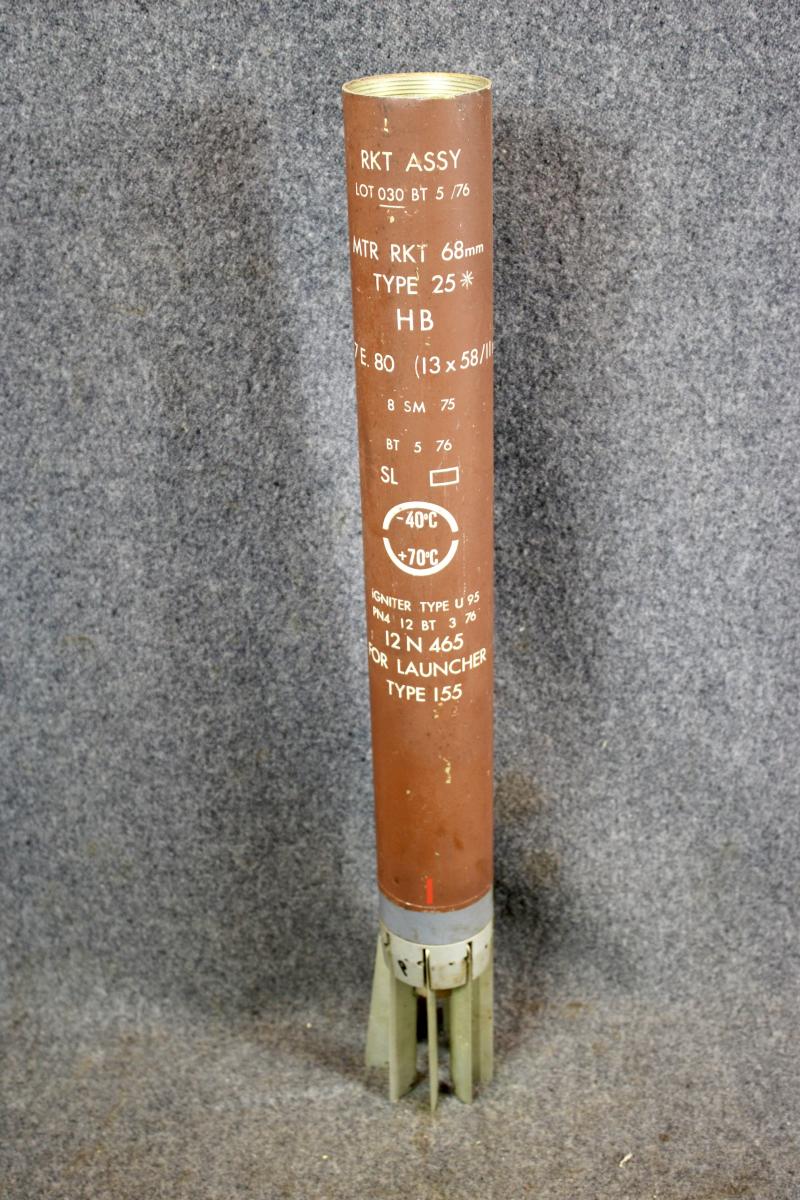 RKT ASSY
LOT 030 BT 5 /76
MTR RKT 68mm
TYPE 25*
HB
7 E. 80 (13 x 58/11
8 SM 75
BT 5 76
SL
-40°C
+70°C
IGNITER TYPE U 95
PN4 12 BT 3 76
12 N 465
FOR LAUNCHER
TYPE 155